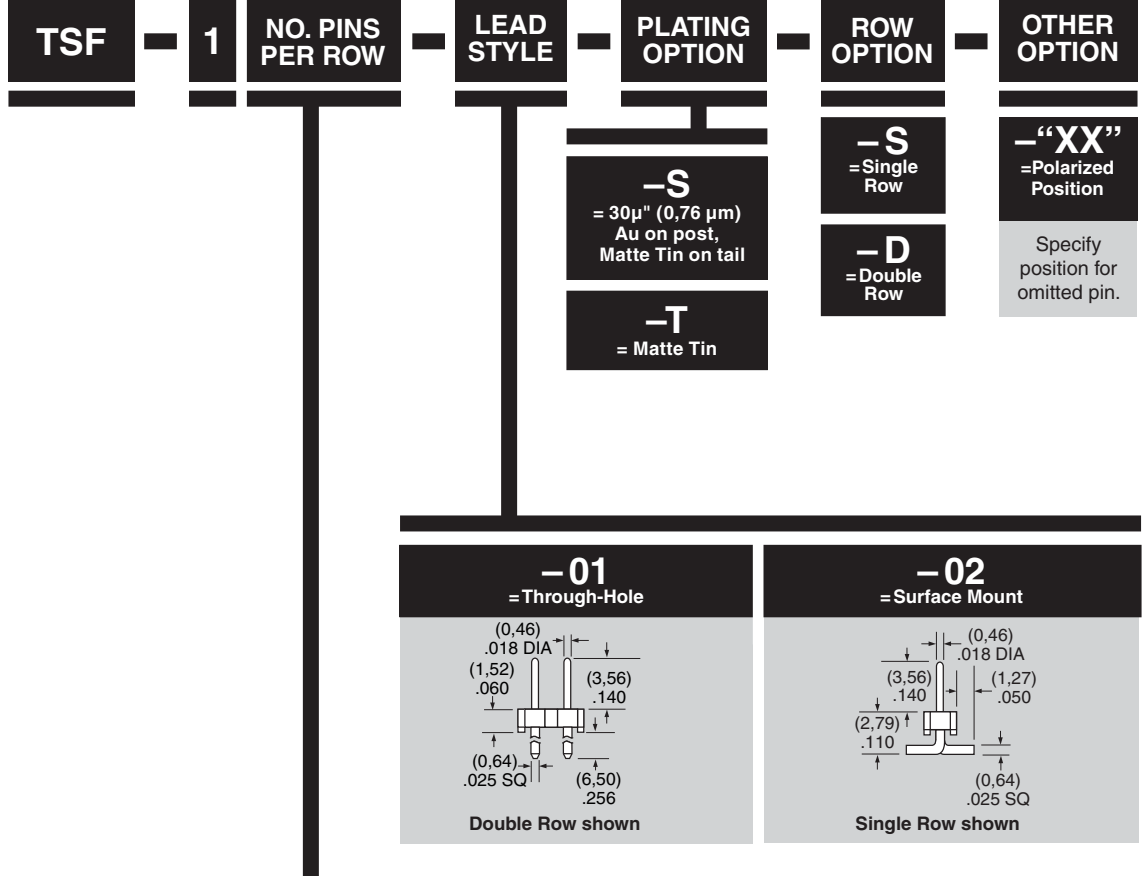 TSF
1
NO. PINS
PER ROW
LEAD
STYLE
PLATING
OPTION
ROW
OPTION
OTHER
OPTION
–S
= 30µ" (0,76 µm)
Au on post,
Matte Tin on tail
–T
= Matte Tin
–S
=Single
Row
–D
=Double
Row
–“XX”
=Polarized
Position
Specify
position for
omitted pin.
–01
=Through-Hole
(0,46)
.018 DIA
(1,52)
.060
(3,56)
.140
(0,64)
.025 SQ
(6,50)
.256
Double Row shown
–02
=Surface Mount
(0,46)
.018 DIA
(3,56)
.140
(1,27)
.050
(2,79)
.110
(0,64)
.025 SQ
Single Row shown